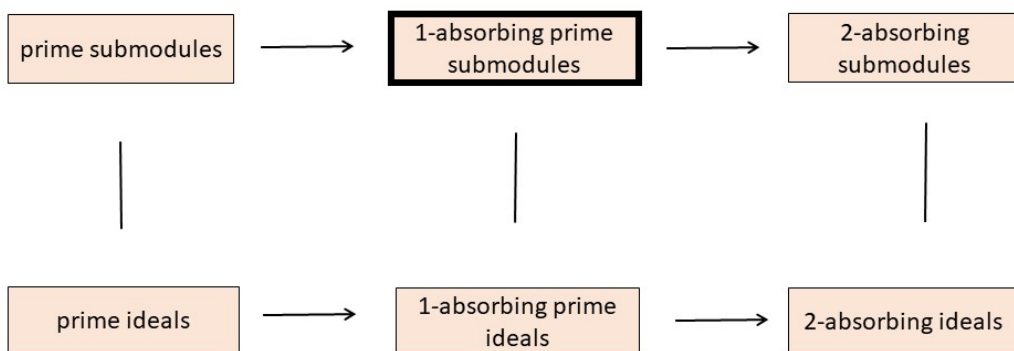 prime submodules
1-absorbing prime
submodules
2-absorbing
submodules
prime ideals
1-absorbing prime
ideals
2-absorbing ideals